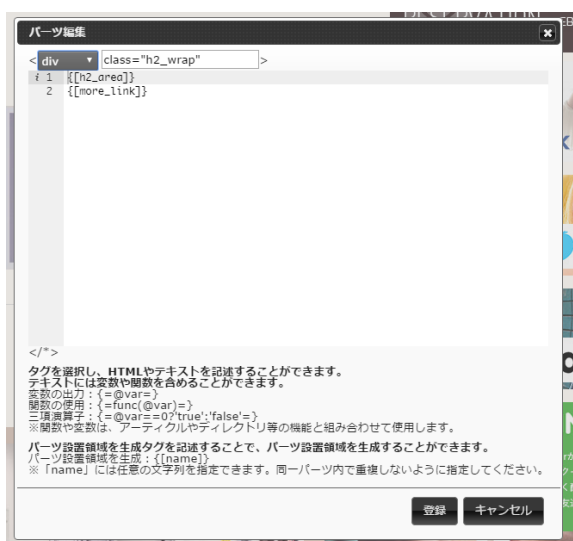 RESERVATION
パーツ編集
< div class="h2_wrap" >
i 1 {[h2_area]}
2 {[more_link]}
</*>
タグを選択し、HTMLやテキストを記述することができます。
テキストには変数や関数を含めることができます。
変数の出力：{=@var=}
関数の使用：{=func(@var)=}
三項演算子：{=@var==0?'true':'false'=}
※関数や変数は、アーティクルやディレクトリ等の機能と組み合わせて使用します。
パーツ設置領域を生成タグを記述することで、パーツ設置領域を生成することができます。
パーツ設置領域を生成：{[name]}
※「name」には任意の文字列を指定できます。同一パーツ内で重複しないように指定してください。
登録 キャンセル